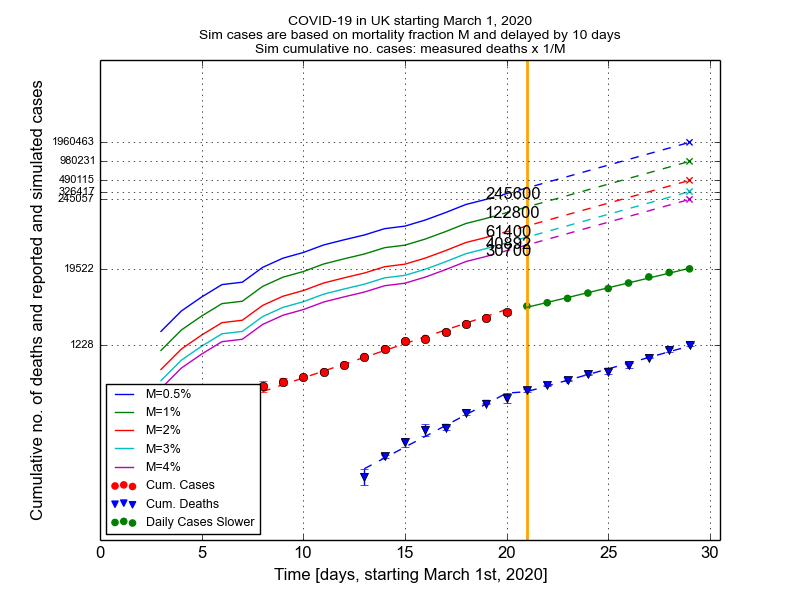 COVID-19 in UK starting March 1, 2020
Sim cases are based on mortality fraction M and delayed by 10 days
Sim cumulative no. cases: measured deaths x 1/M
Cumulative no. of deaths and reported and simulated cases
1960463
980231
490115
326417
245057
19522
1228
245600
122800
61400
40892
30700
M=0.5%
M=1%
M=2%
M=3%
M=4%
Cum. Cases
Cum. Deaths
Daily Cases Slower
0 5 10 15 20 25 30
Time [days, starting March 1st, 2020]